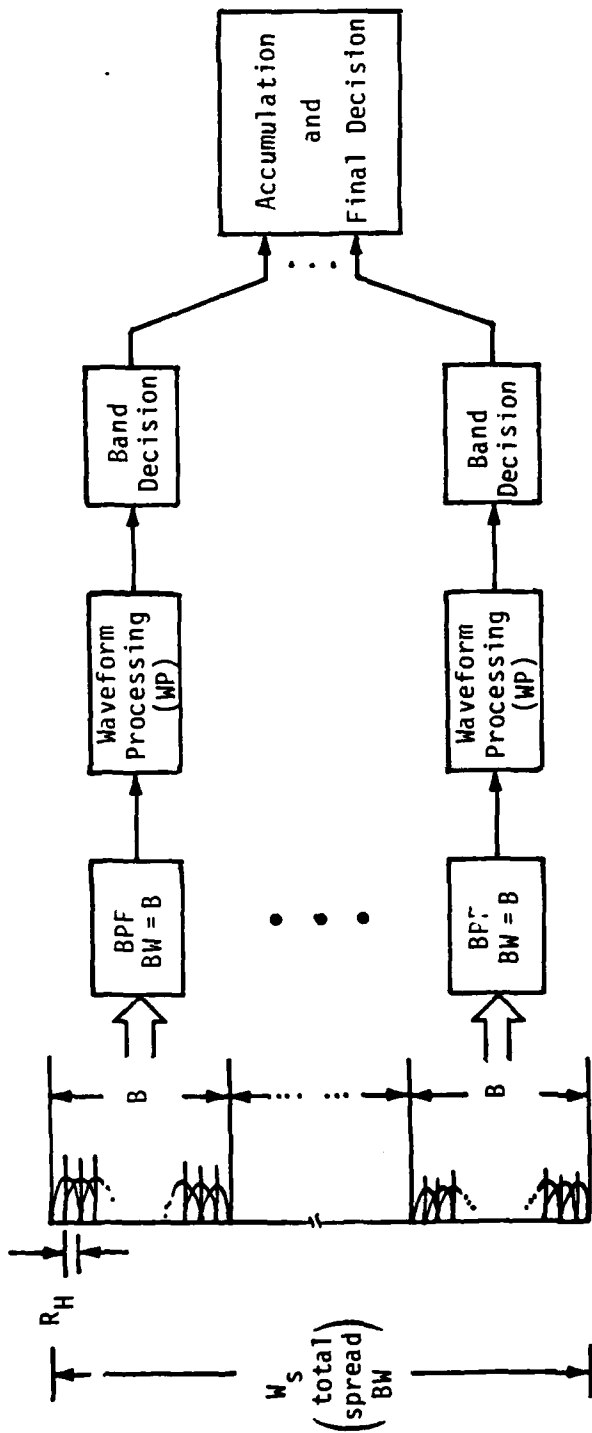 W_s
(total
spread
BW)
R_H
B
... ...
B
BPF
BW = B
BPF
BW = B
Waveform
Processing
(WP)
Waveform
Processing
(WP)
Band
Decision
Band
Decision
Accumulation
and
Final Decision